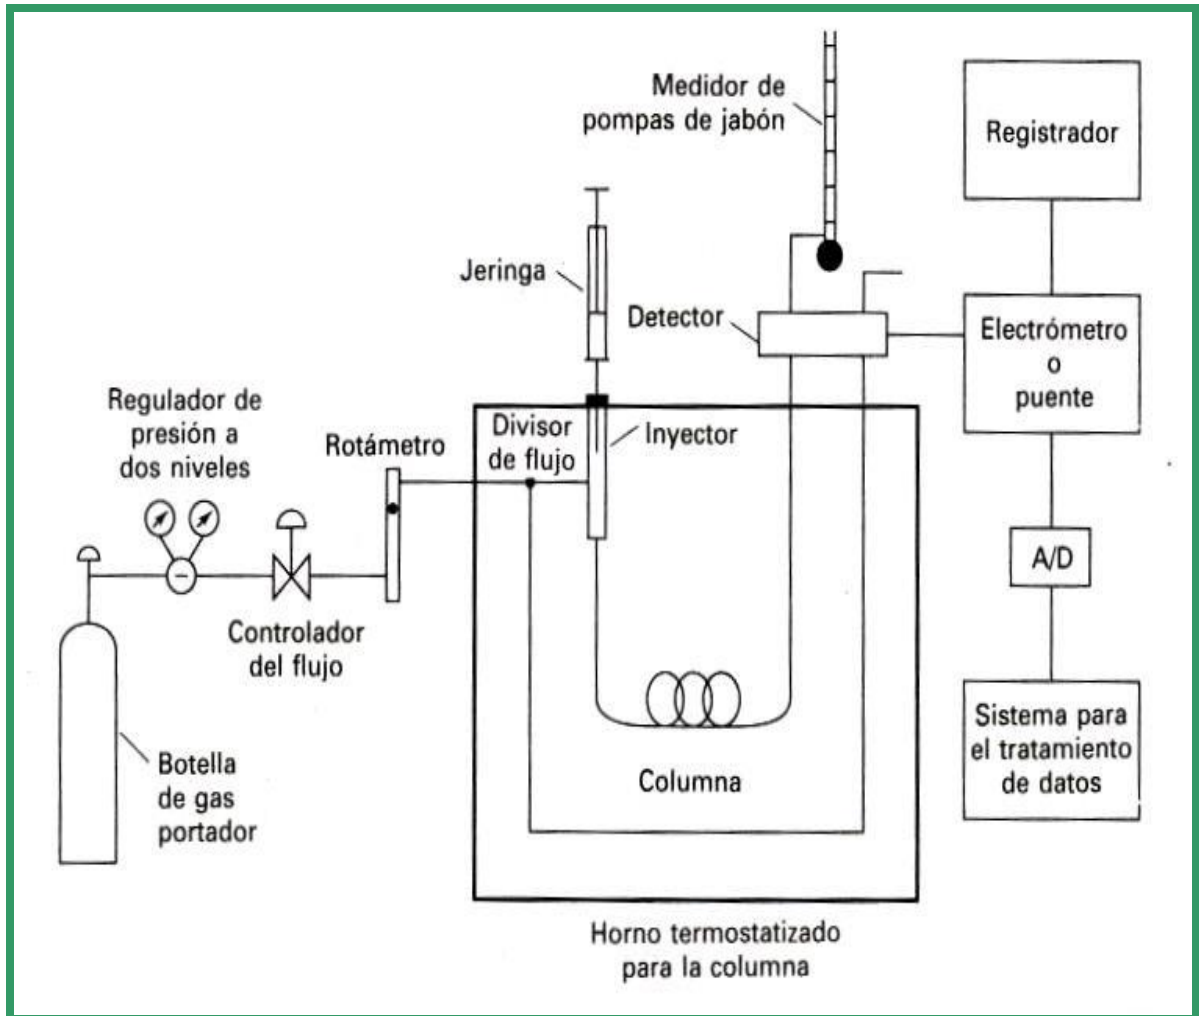 Medidor de
pompas de jabón
Registrador
Jeringa
Detector
Electrómetro
o
puente
Regulador de
presión a
dos niveles
Rotámetro
Divisor
de flujo
Inyector
A/D
Controlador
del flujo
Botella
de gas
portador
Columna
Sistema para
el tratamiento
de datos
Horno termostatizado
para la columna